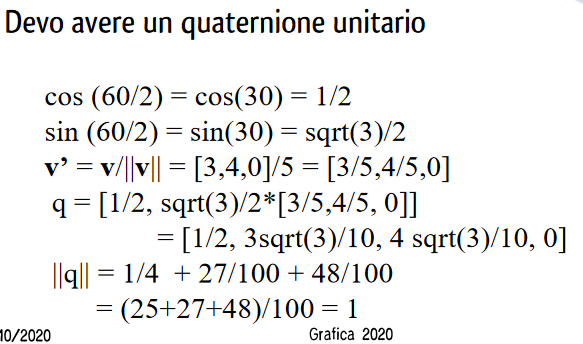 Devo avere un quaternione unitario
cos (60/2) = cos(30) = 1/2
sin (60/2) = sin(30) = sqrt(3)/2
v’ = v/||v|| = [3,4,0]/5 = [3/5,4/5,0]
q = [1/2, sqrt(3)/2*[3/5,4/5, 0]]
= [1/2, 3sqrt(3)/10, 4 sqrt(3)/10, 0]
||q|| = 1/4 + 27/100 + 48/100
= (25+27+48)/100 = 1
10/2020 Grafica 2020